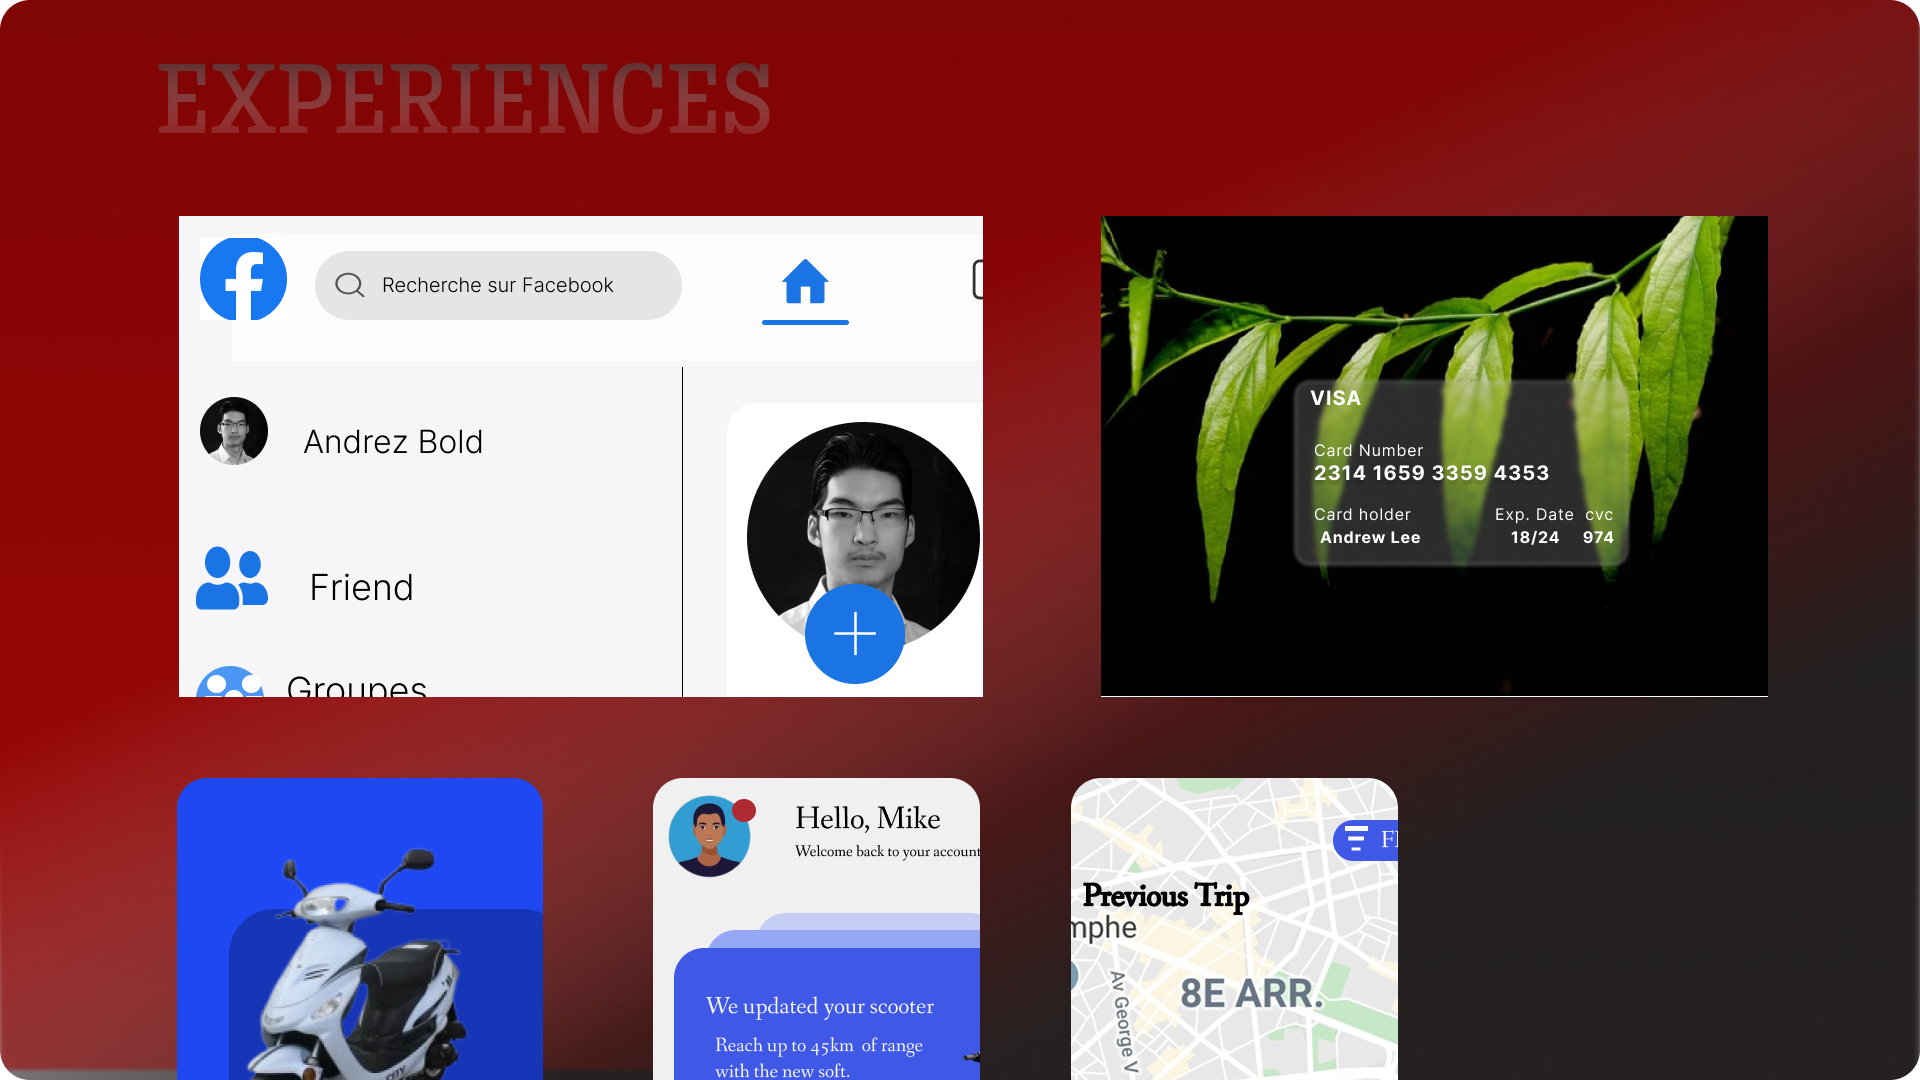 EXPERIENCES
Recherche sur Facebook
Andrez Bold
Friend
Groupes
VISA
Card Number
2314 1659 3359 4353
Card holder Exp. Date cvc
Andrew Lee 18/24 974
Hello, Mike
Welcome back to your account
We updated your scooter
Reach up to 45km of range
with the new soft.
Previous Trip
mphe
8E ARR.
Av George V